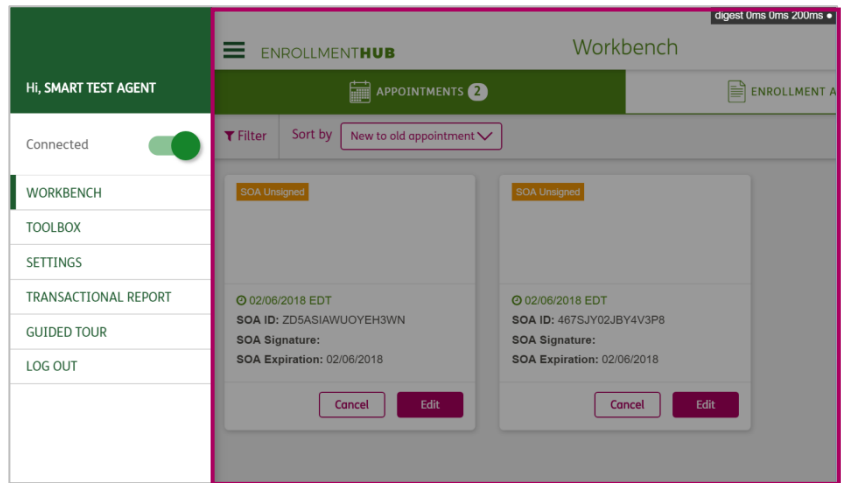 digest 0ms 0ms 200ms
ENROLLMENTHUB
Workbench
Hi, SMART TEST AGENT
APPOINTMENTS 2
ENROLLMENT A
Connected
Filter
Sort by
New to old appointment
WORKBENCH
TOOLBOX
SETTINGS
TRANSACTIONAL REPORT
GUIDED TOUR
LOG OUT
SOA Unsigned
02/06/2018 EDT
SOA ID: ZD5ASIAWUOYEH3WN
SOA Signature:
SOA Expiration: 02/06/2018
Cancel
Edit
SOA Unsigned
02/06/2018 EDT
SOA ID: 467SJY02JBY4V3P8
SOA Signature:
SOA Expiration: 02/06/2018
Cancel
Edit